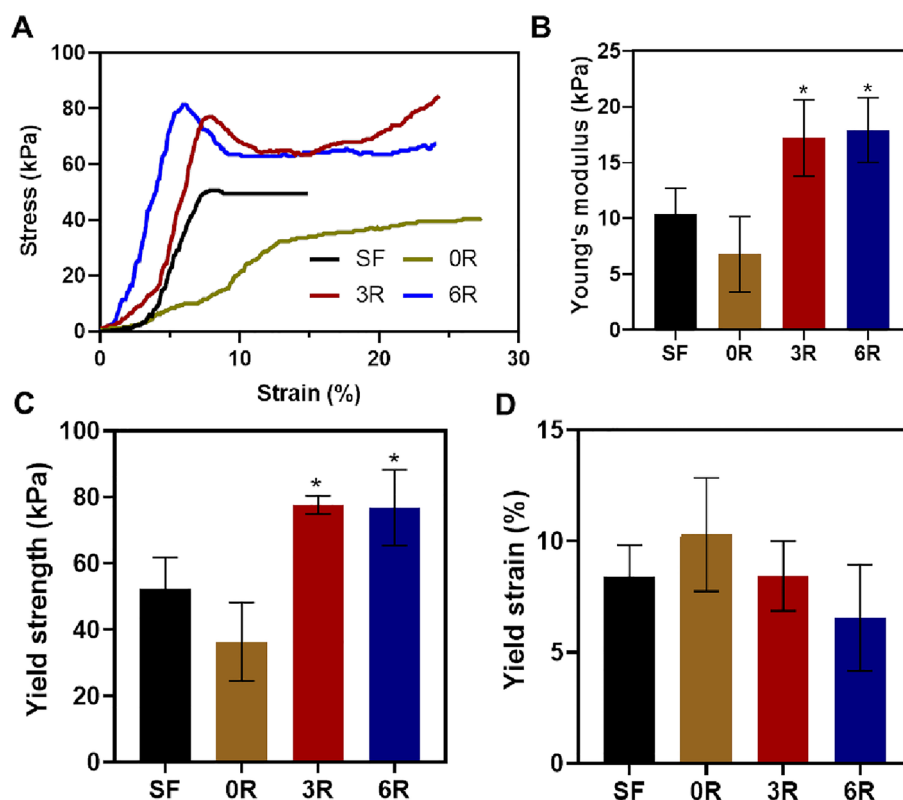 A
Stress (kPa)
100
80
60
40
20
0
0
10
20
30
Strain (%)
SF
0R
3R
6R
B
Young's modulus (kPa)
25
20
15
10
5
0
*
*
SF
0R
3R
6R
C
Yield strength (kPa)
100
80
60
40
20
0
*
*
SF
0R
3R
6R
D
Yield strain (%)
15
10
5
0
SF
0R
3R
6R